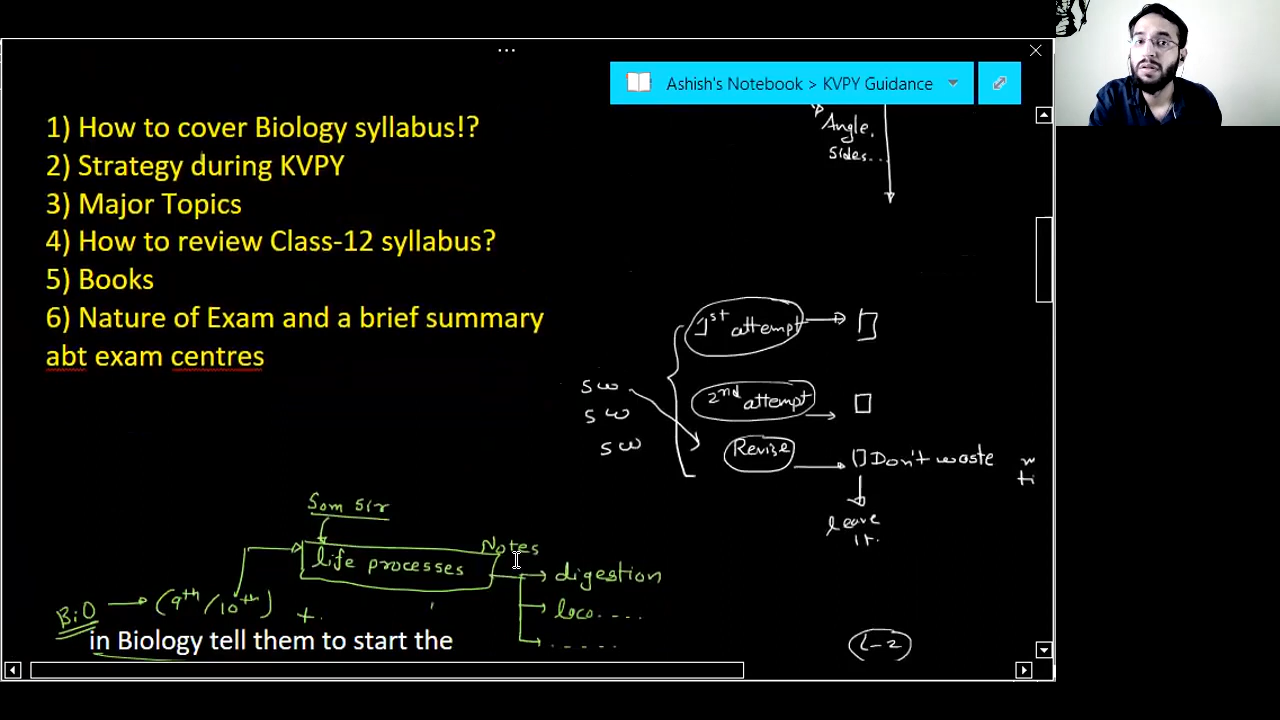 Ashish's Notebook > KVPY Guidance
1) How to cover Biology syllabus!?
2) Strategy during KVPY
3) Major Topics
4) How to review Class-12 syllabus?
5) Books
6) Nature of Exam and a brief summary
abt exam centres
Angle,
sides...
1st attempt
2nd attempt
Revise
Don't waste
leave
it.
5w
5w
5w
Som sir
Notes
life processes
digestion
loco....
.....
BiO
(9th/10th)
+
in Biology tell them to start the
(-2